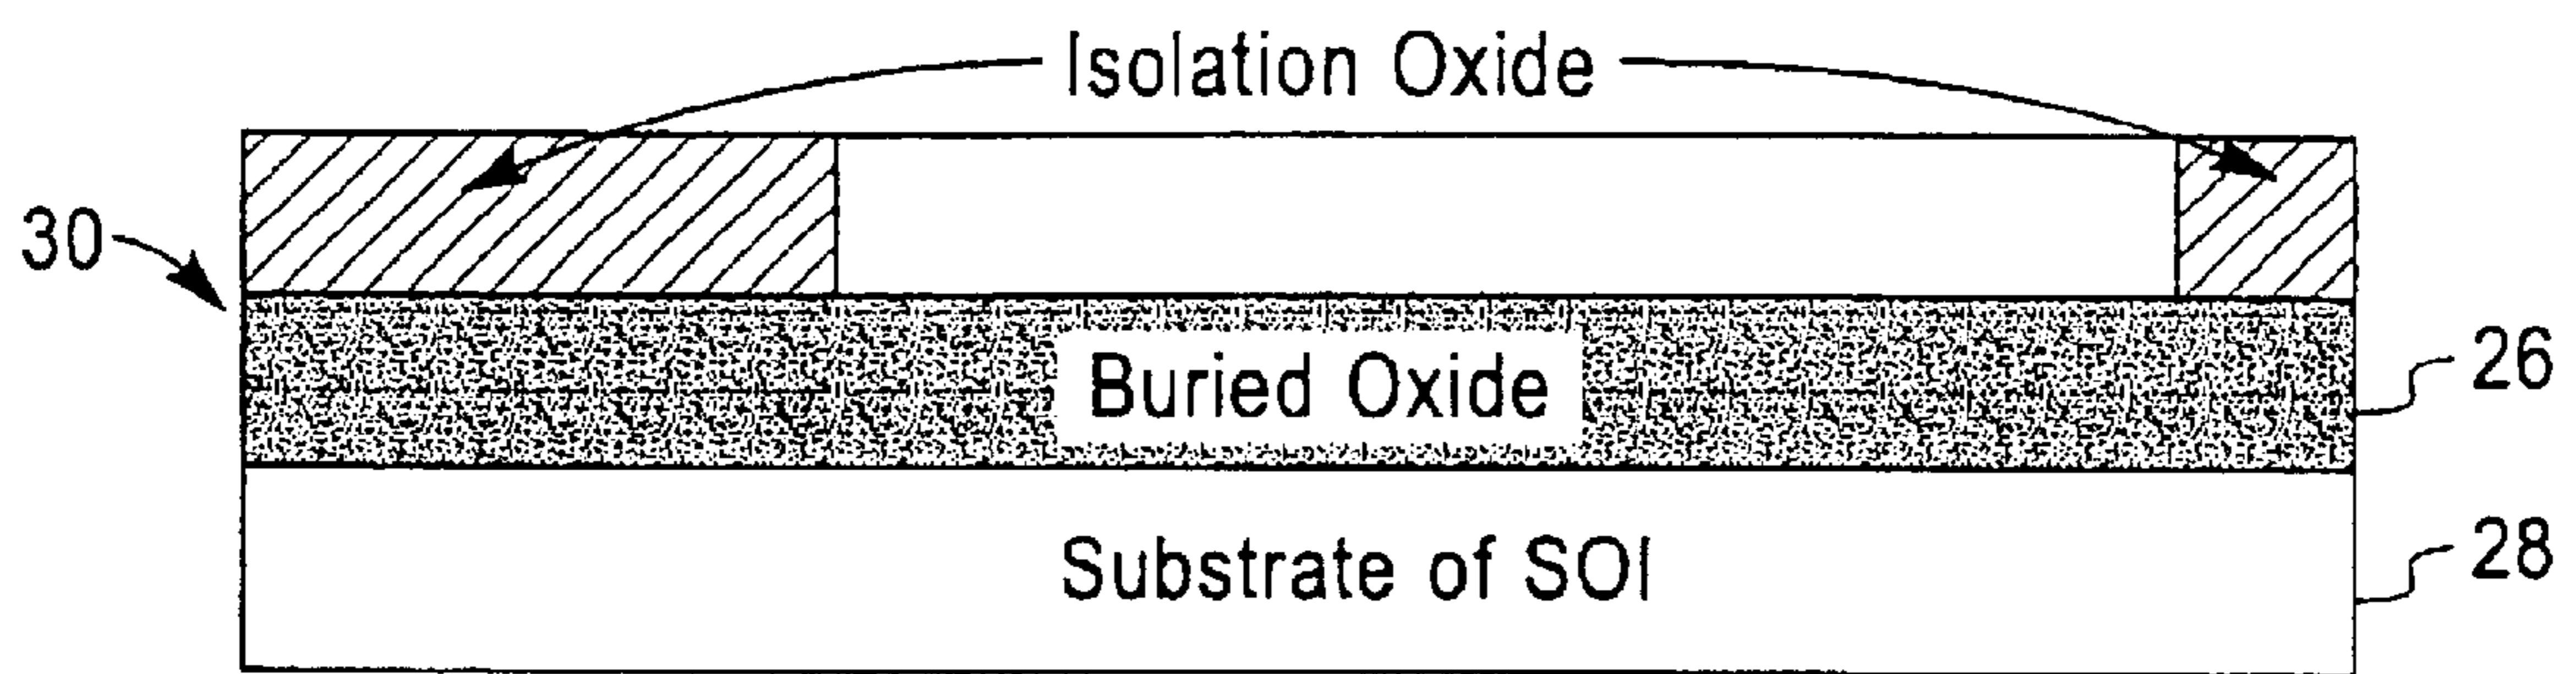 Isolation Oxide
30
Buried Oxide
26
Substrate of SOI
28